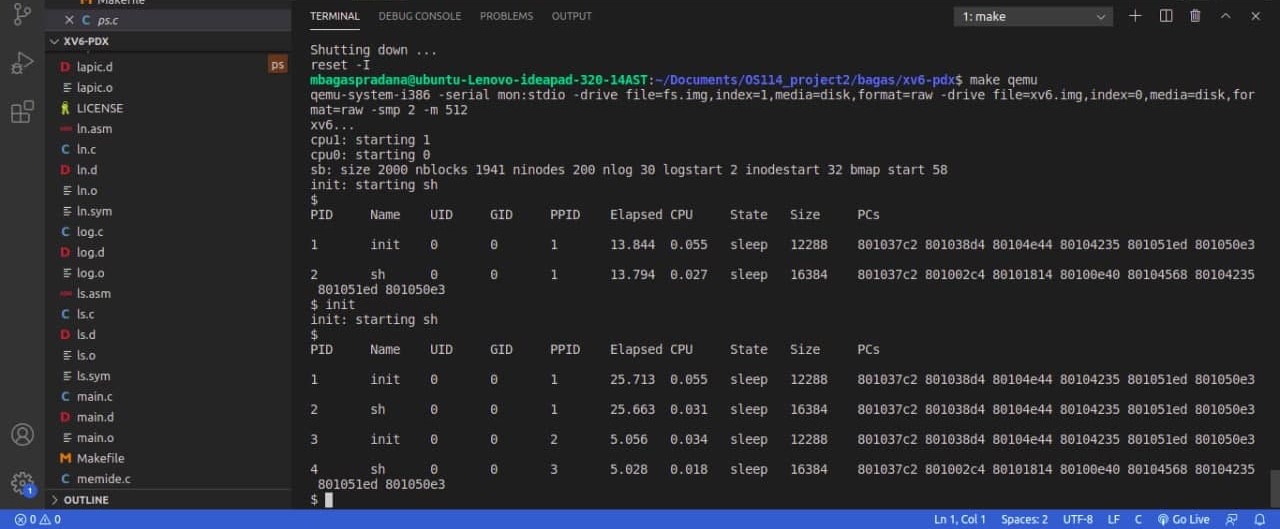 Makefile
C ps.c
XV6-PDX
D lapic.d
ps
lapic.o
LICENSE
ln.asm
C ln.c
D ln.d
ln.o
ln.sym
C log.c
D log.d
log.o
ls.asm
C ls.c
D ls.d
ls.o
ls.sym
C main.c
D main.d
main.o
M Makefile
C memide.c
OUTLINE
1
TERMINAL DEBUG CONSOLE PROBLEMS OUTPUT 1: make
Shutting down ...
reset -I
mbagaspradana@ubuntu-Lenovo-ideapad-320-14AST:~/Documents/OS114_project2/bagas/xv6-pdx$ make qemu
qemu-system-i386 -serial mon:stdio -drive file=fs.img,index=1,media=disk,format=raw -drive file=xv6.img,index=0,media=disk,for
mat=raw -smp 2 -m 512
xv6...
cpu1: starting 1
cpu0: starting 0
sb: size 2000 nblocks 1941 ninodes 200 nlog 30 logstart 2 inodestart 32 bmap start 58
init: starting sh
$
PID Name UID GID PPID Elapsed CPU State Size PCs
1 init 0 0 1 13.844 0.055 sleep 12288 801037c2 801038d4 80104e44 80104235 801051ed 801050e3
2 sh 0 0 1 13.794 0.027 sleep 16384 801037c2 801002c4 80101814 80100e40 80104568 80104235
801051ed 801050e3
$ init
init: starting sh
$
PID Name UID GID PPID Elapsed CPU State Size PCs
1 init 0 0 1 25.713 0.055 sleep 12288 801037c2 801038d4 80104e44 80104235 801051ed 801050e3
2 sh 0 0 1 25.663 0.031 sleep 16384 801037c2 801038d4 80104e44 80104235 801051ed 801050e3
3 init 0 0 2 5.056 0.034 sleep 12288 801037c2 801038d4 80104e44 80104235 801051ed 801050e3
4 sh 0 0 3 5.028 0.018 sleep 16384 801037c2 801002c4 80101814 80100e40 80104568 80104235
801051ed 801050e3
$
0 0 Ln 1, Col 1 Spaces: 2 UTF-8 LF C Go Live